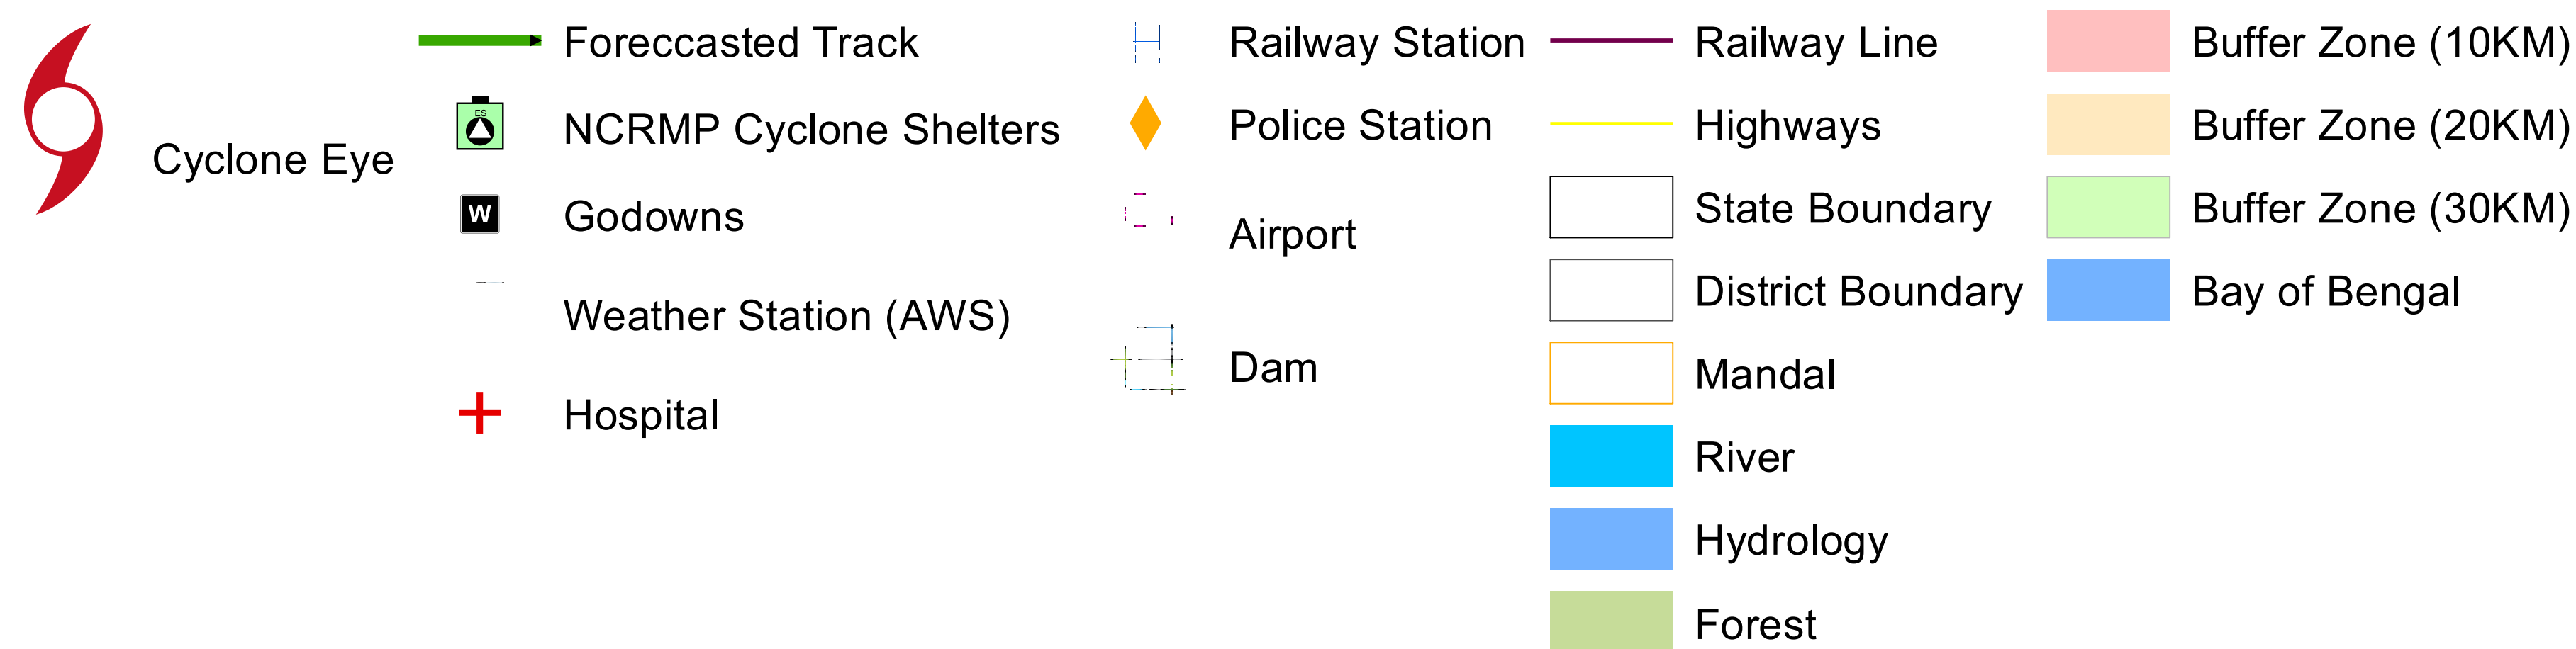 Cyclone Eye
Foreccasted Track
ES
NCRMP Cyclone Shelters
W
Godowns
Weather Station (AWS)
Hospital
Railway Station
Police Station
Airport
Dam
Railway Line
Highways
State Boundary
District Boundary
Mandal
River
Hydrology
Forest
Buffer Zone (10KM)
Buffer Zone (20KM)
Buffer Zone (30KM)
Bay of Bengal